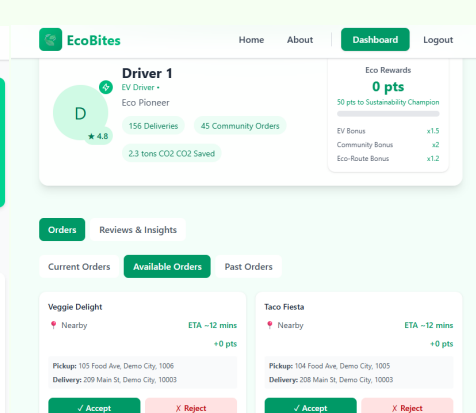 EcoBites
Home About Dashboard Logout
Driver 1
EV Driver •
Eco Pioneer
D
★ 4.8
156 Deliveries 45 Community Orders
2.3 tons CO2 CO2 Saved
Eco Rewards
0 pts
50 pts to Sustainability Champion
EV Bonus x1.5
Community Bonus x2
Eco-Route Bonus x1.2
Orders Reviews & Insights
Current Orders Available Orders Past Orders
Veggie Delight
Nearby ETA ~12 mins
+0 pts
Pickup: 105 Food Ave, Demo City, 1006
Delivery: 209 Main St, Demo City, 10003
✓ Accept ✗ Reject
Taco Fiesta
Nearby ETA ~12 mins
+0 pts
Pickup: 104 Food Ave, Demo City, 1005
Delivery: 208 Main St, Demo City, 10003
✓ Accept ✗ Reject